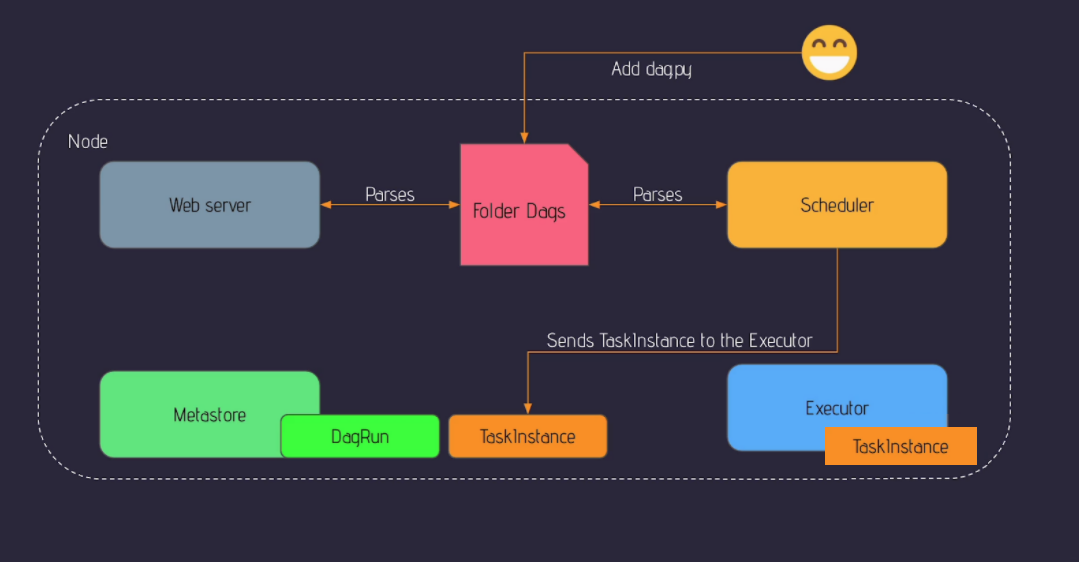 Add dag.py
Node
Web server
Parses
Folder Dags
Parses
Scheduler
Sends TaskInstance to the Executor
Metastore
DagRun
TaskInstance
Executor
TaskInstance